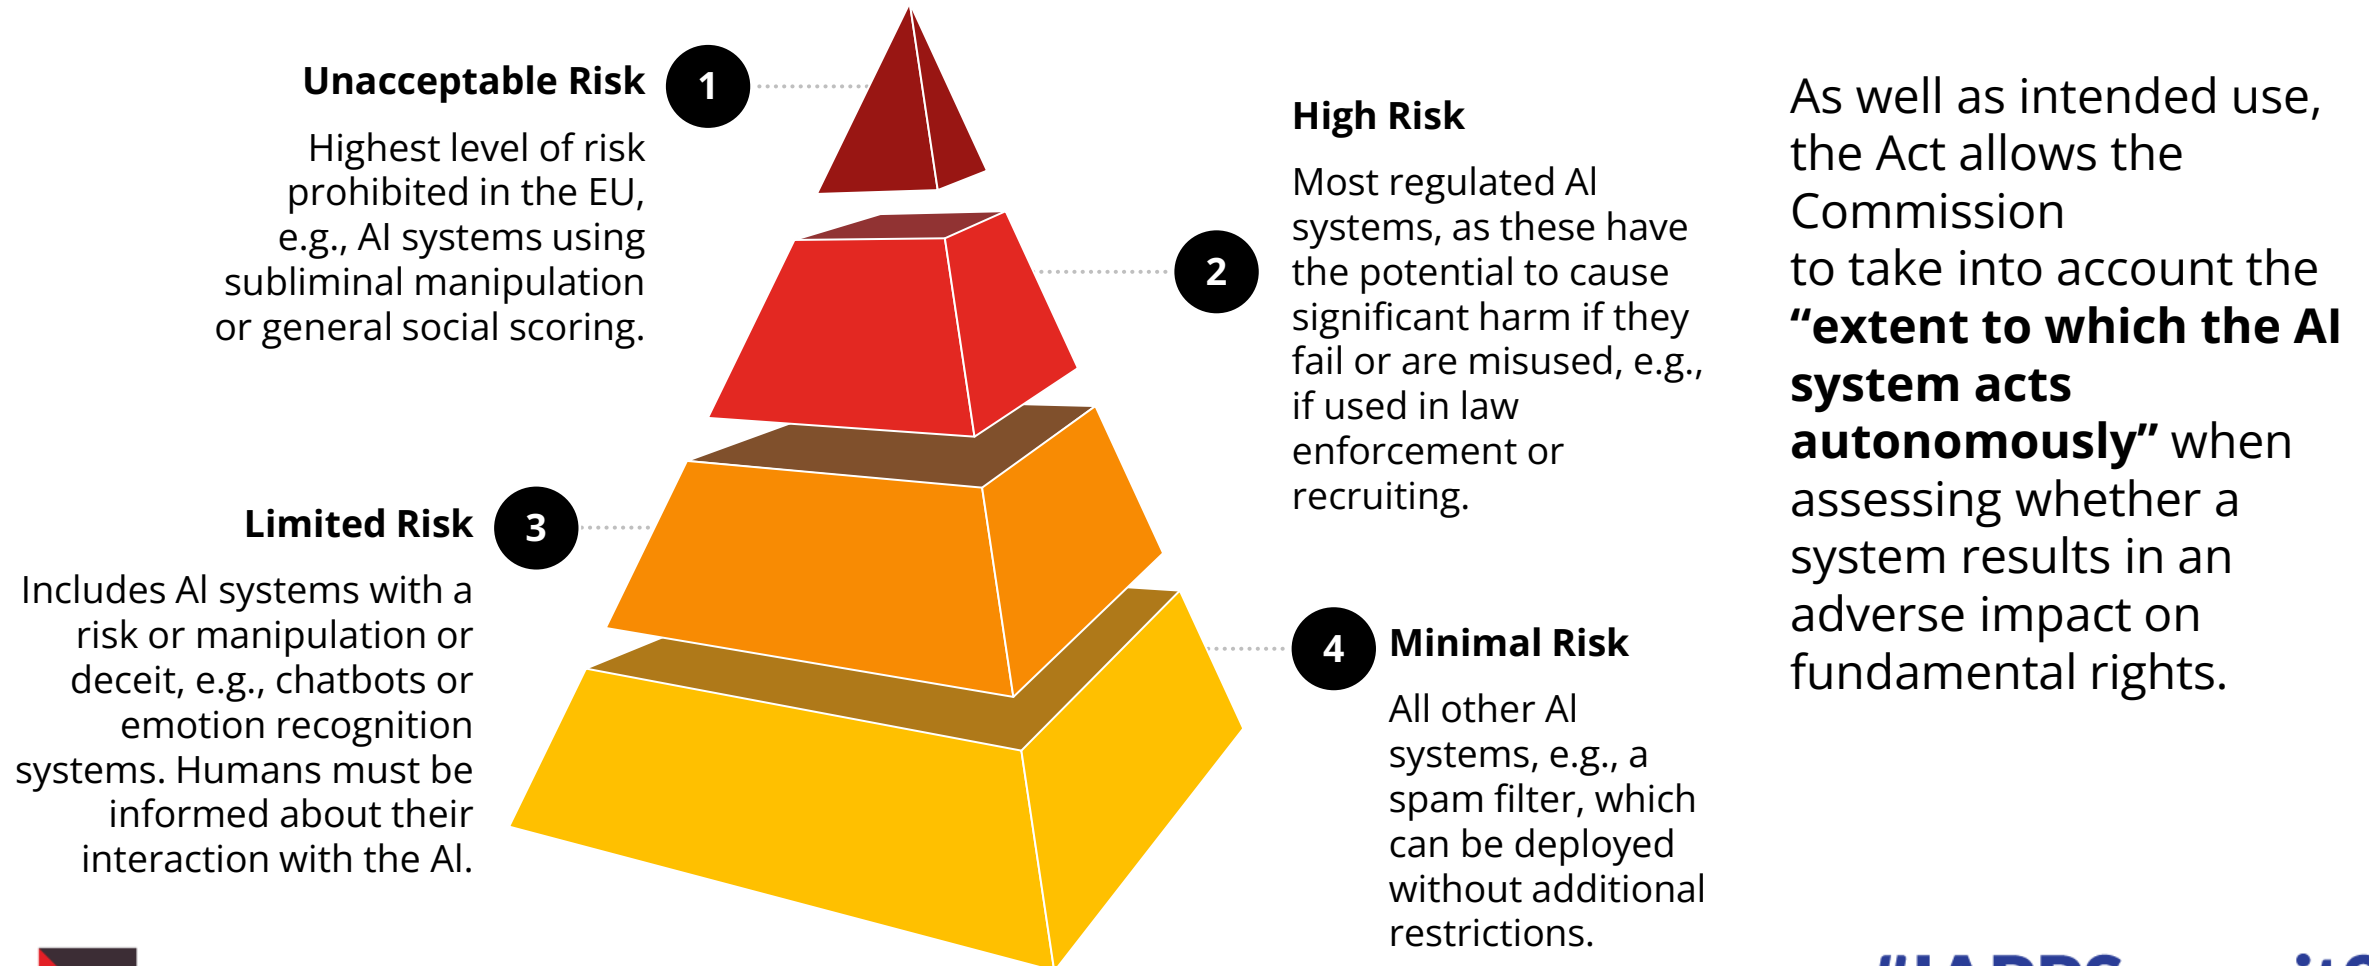 Unacceptable Risk
1
Highest level of risk
prohibited in the EU,
e.g., AI systems using
subliminal manipulation
or general social scoring.
High Risk
2
Most regulated AI
systems, as these have
the potential to cause
significant harm if they
fail or are misused, e.g.,
if used in law
enforcement or
recruiting.
Limited Risk
3
Includes AI systems with a
risk or manipulation or
deceit, e.g., chatbots or
emotion recognition
systems. Humans must be
informed about their
interaction with the AI.
4
Minimal Risk
All other AI
systems, e.g., a
spam filter, which
can be deployed
without additional
restrictions.
As well as intended use,
the Act allows the
Commission
to take into account the
“extent to which the AI
system acts
autonomously” when
assessing whether a
system results in an
adverse impact on
fundamental rights.